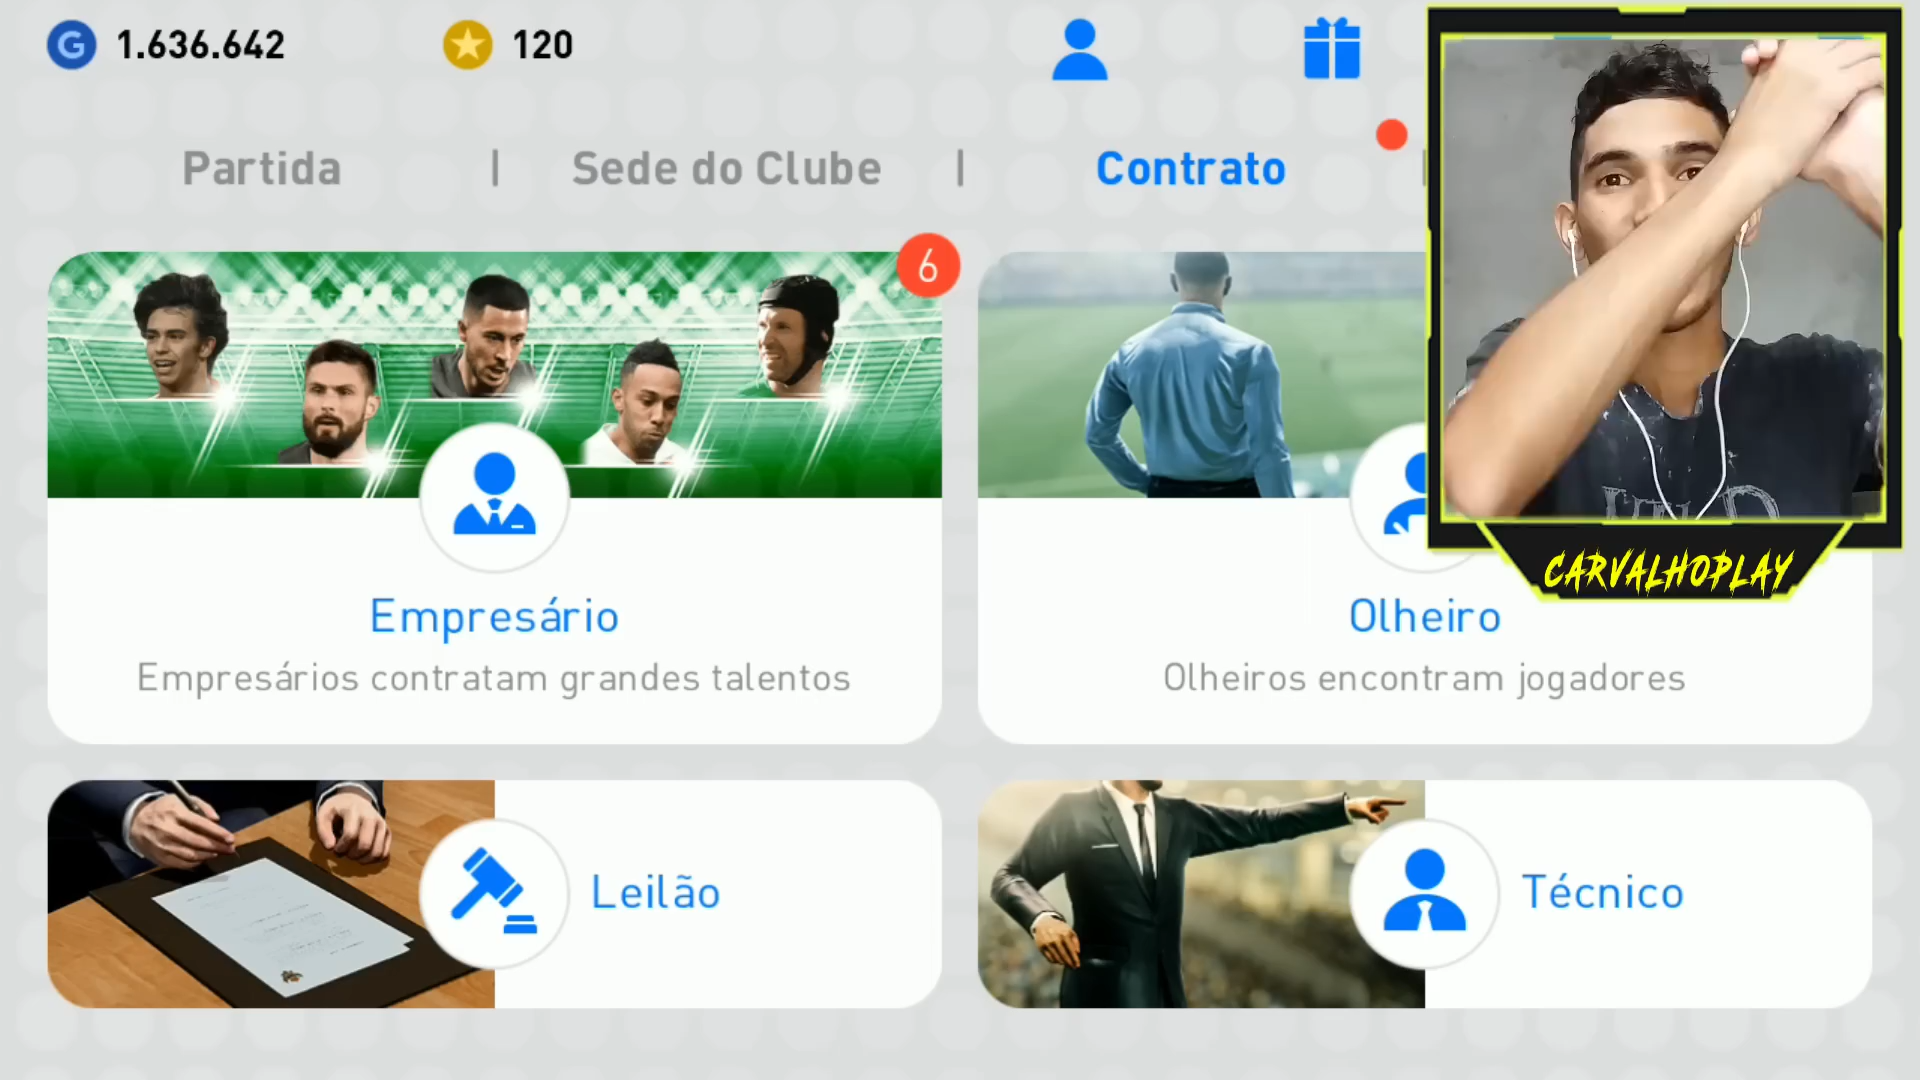 G 1.636.642
120
Partida | Sede do Clube | Contrato
6
Empresário
Empresários contratam grandes talentos
Olheiro
Olheiros encontram jogadores
CARVALHOPLAY
Leilão
Técnico